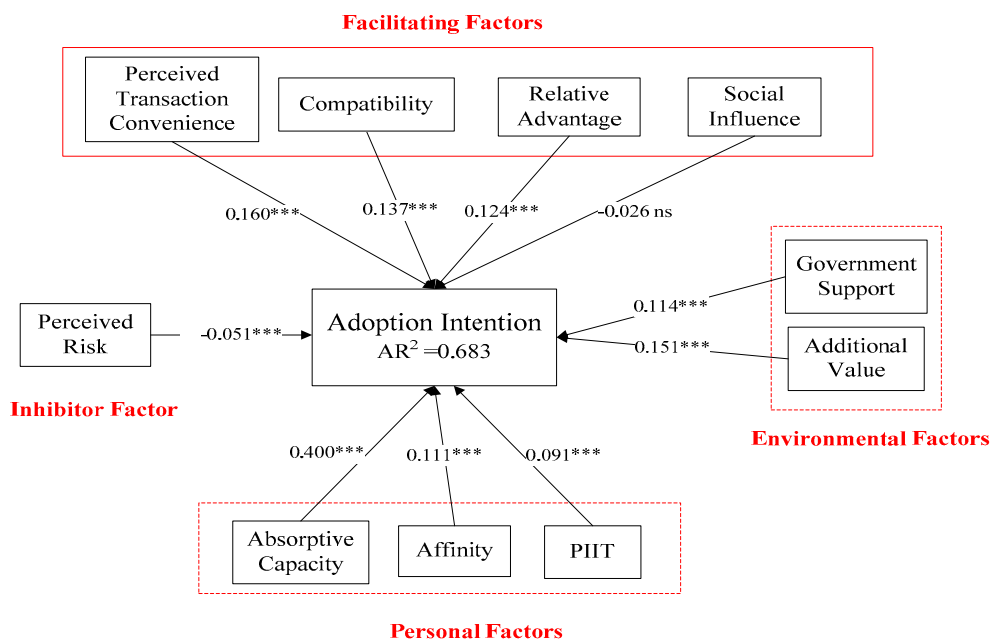 Facilitating Factors
Perceived
Transaction
Convenience
Compatibility
Relative
Advantage
Social
Influence
0.160***
0.137***
0.124***
-0.026 ns
Government
Support
0.114***
Perceived
Risk
-0.051***
Adoption Intention
AR² =0.683
0.151***
Additional
Value
Inhibitor Factor
Environmental Factors
0.400***
0.111***
0.091***
Absorptive
Capacity
Affinity
PIIT
Personal Factors